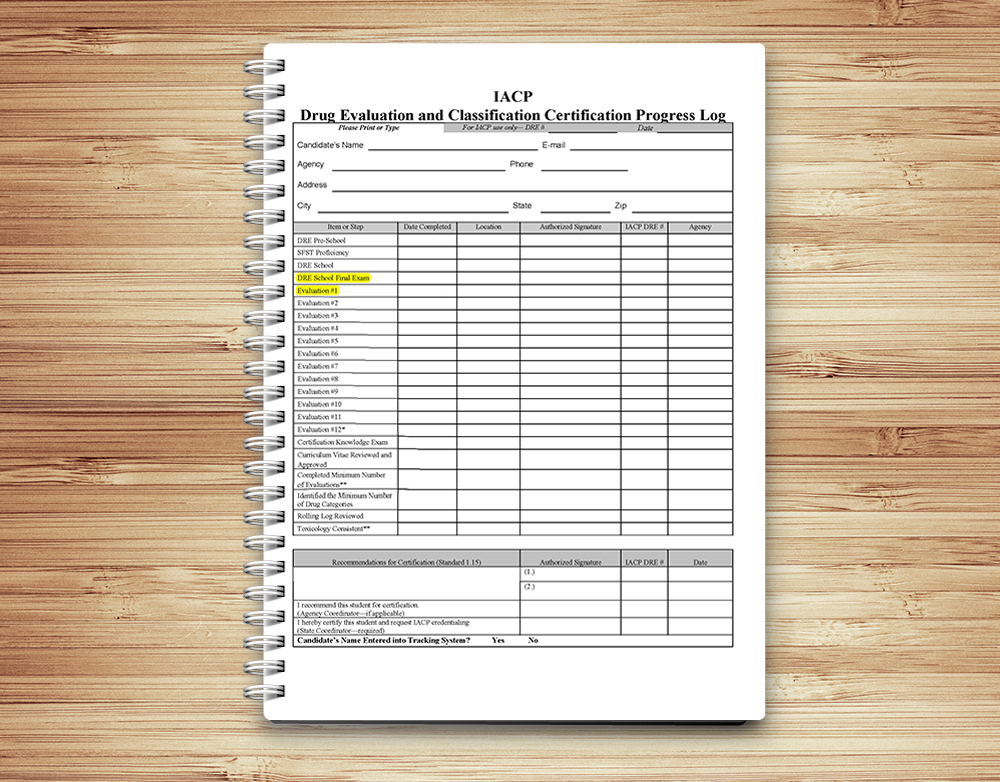 IACP
Drug Evaluation and Classification Certification Progress Log
Please Print or Type For IACP use only— DRE # Date
Candidate's Name E-mail
Agency Phone
Address
City State Zip
Item or Step Date Completed Location Authorized Signature IACP DRE # Agency
DRE Pre-School
SFST Proficiency
DRE School
DRE School Final Exam
Evaluation #1
Evaluation #2
Evaluation #3
Evaluation #4
Evaluation #5
Evaluation #6
Evaluation #7
Evaluation #8
Evaluation #9
Evaluation #10
Evaluation #11
Evaluation #12*
Certification Knowledge Exam
Curriculum Vitae Reviewed and
Approved
Completed Minimum Number
of Evaluations**
Identified the Minimum Number
of Drug Categories
Rolling Log Reviewed
Toxicology Consistent**
Recommendations for Certification (Standard 1.15) Authorized Signature IACP DRE # Date
(1.)
(2.)
I recommend this student for certification.
(Agency Coordinator—if applicable)
I hereby certify this student and request IACP credentialing
(State Coordinator—required)
Candidate's Name Entered into Tracking System? Yes No